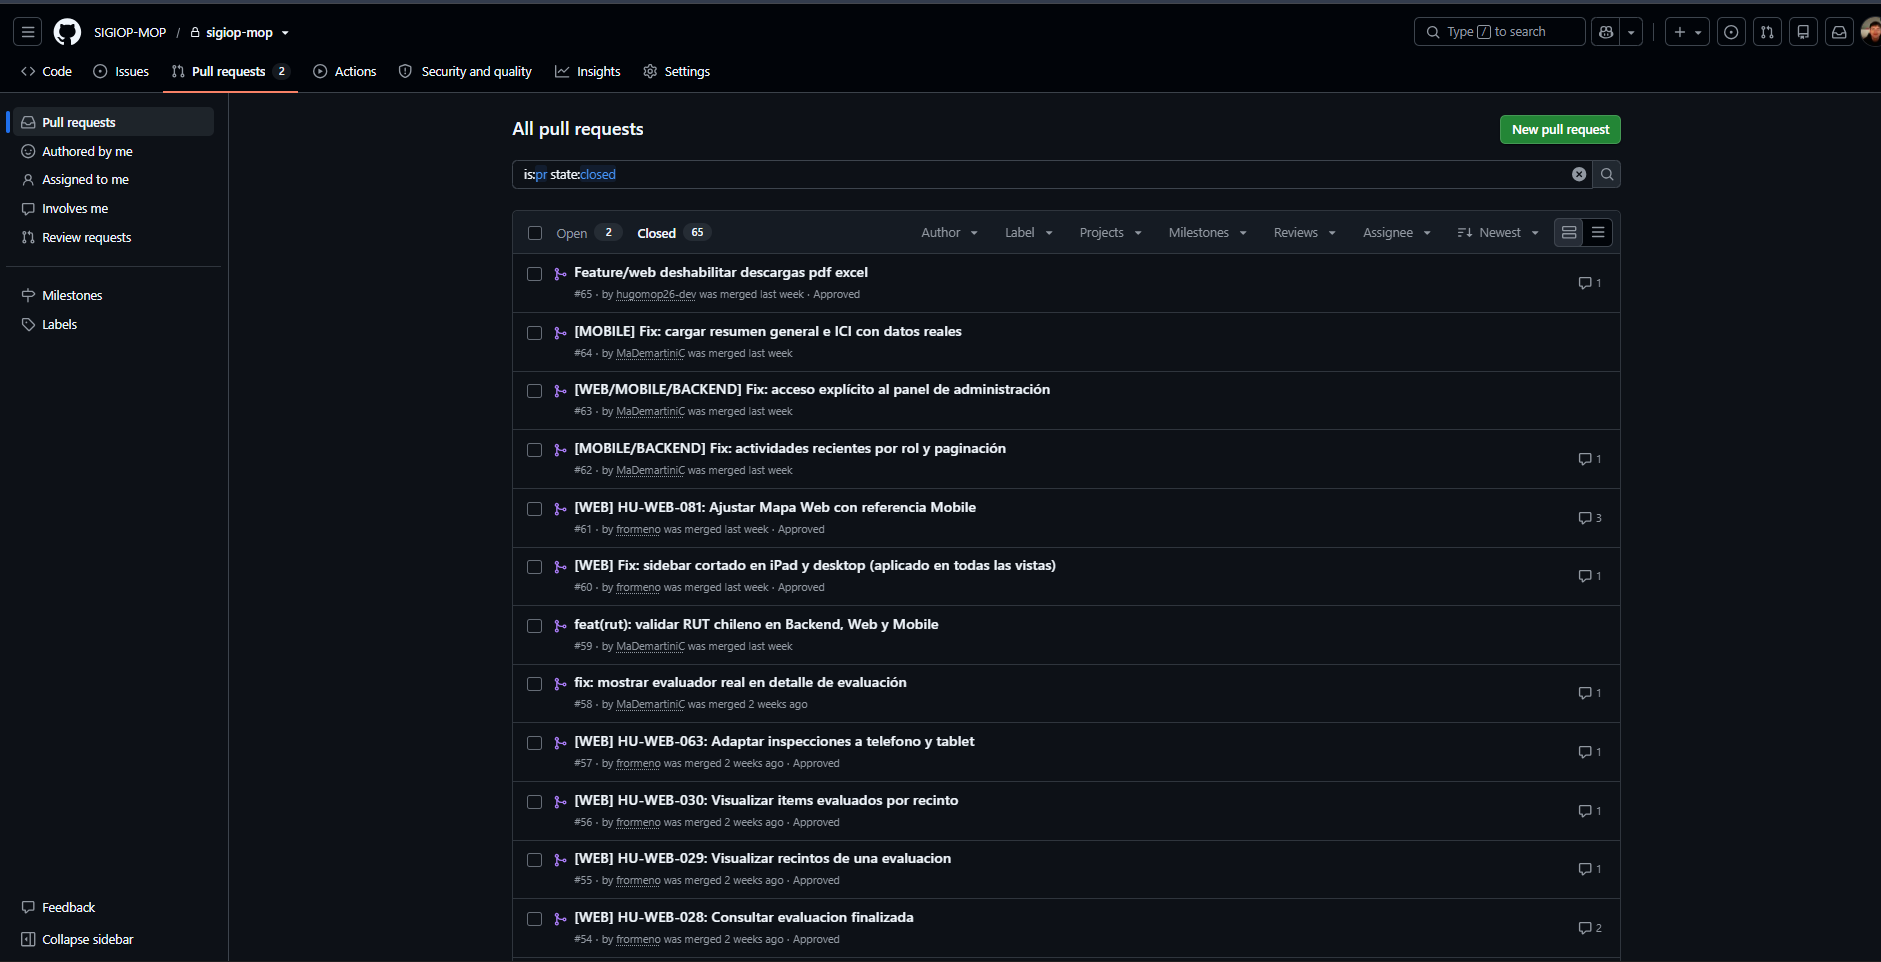 SIGIOP-MOP / sigiop-mop
Type / to search
Code Issues Pull requests 2 Actions Security and quality Insights Settings
Pull requests
Authored by me
Assigned to me
Involves me
Review requests
Milestones
Labels
Feedback
Collapse sidebar
All pull requests
New pull request
is:pr state:closed
Open 2 Closed 65 Author Label Projects Milestones Reviews Assignee Newest
Feature/web deshabilitar descargas pdf excel
#65 · by hugomop26-dev was merged last week · Approved
1
[MOBILE] Fix: cargar resumen general e ICI con datos reales
#64 · by MaDemartiniC was merged last week
[WEB/MOBILE/BACKEND] Fix: acceso explícito al panel de administración
#63 · by MaDemartiniC was merged last week
[MOBILE/BACKEND] Fix: actividades recientes por rol y paginación
#62 · by MaDemartiniC was merged last week
1
[WEB] HU-WEB-081: Ajustar Mapa Web con referencia Mobile
#61 · by frormeno was merged last week · Approved
3
[WEB] Fix: sidebar cortado en iPad y desktop (aplicado en todas las vistas)
#60 · by frormeno was merged last week · Approved
1
feat(rut): validar RUT chileno en Backend, Web y Mobile
#59 · by MaDemartiniC was merged last week
fix: mostrar evaluador real en detalle de evaluación
#58 · by MaDemartiniC was merged 2 weeks ago
1
[WEB] HU-WEB-063: Adaptar inspecciones a telefono y tablet
#57 · by frormeno was merged 2 weeks ago · Approved
1
[WEB] HU-WEB-030: Visualizar items evaluados por recinto
#56 · by frormeno was merged 2 weeks ago · Approved
1
[WEB] HU-WEB-029: Visualizar recintos de una evaluacion
#55 · by frormeno was merged 2 weeks ago · Approved
1
[WEB] HU-WEB-028: Consultar evaluacion finalizada
#54 · by frormeno was merged 2 weeks ago · Approved
2